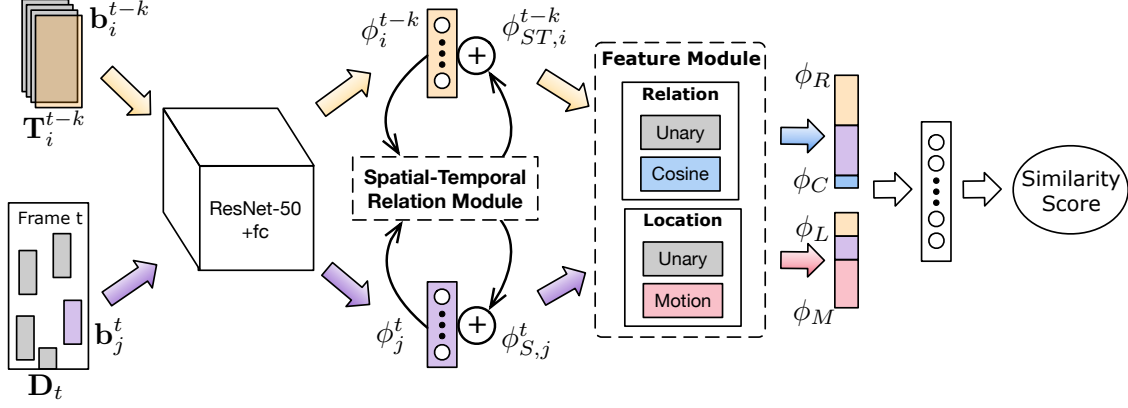 b_i^{t-k}
T_i^{t-k}
Frame t
b_j^t
D_t
ResNet-50
+fc
ϕ_i^{t-k}
+
ϕ_{ST,i}^{t-k}
Spatial-Temporal
Relation Module
ϕ_j^t
+
ϕ_{S,j}^t
Feature Module
Relation
Unary
Cosine
Location
Unary
Motion
ϕ_R
ϕ_C
ϕ_L
ϕ_M
Similarity
Score